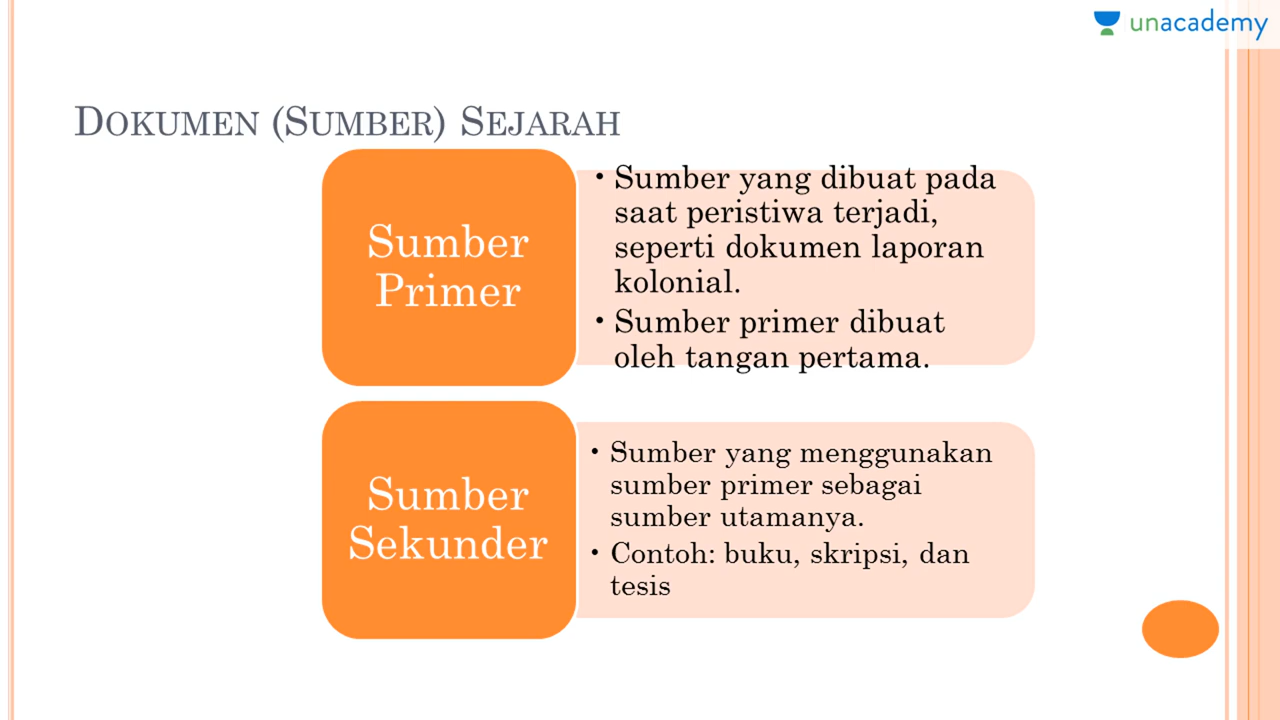 unacademy
DOKUMEN (SUMBER) SEJARAH
Sumber
Primer
• Sumber yang dibuat pada
saat peristiwa terjadi,
seperti dokumen laporan
kolonial.
• Sumber primer dibuat
oleh tangan pertama.
Sumber
Sekunder
• Sumber yang menggunakan
sumber primer sebagai
sumber utamanya.
• Contoh: buku, skripsi, dan
tesis